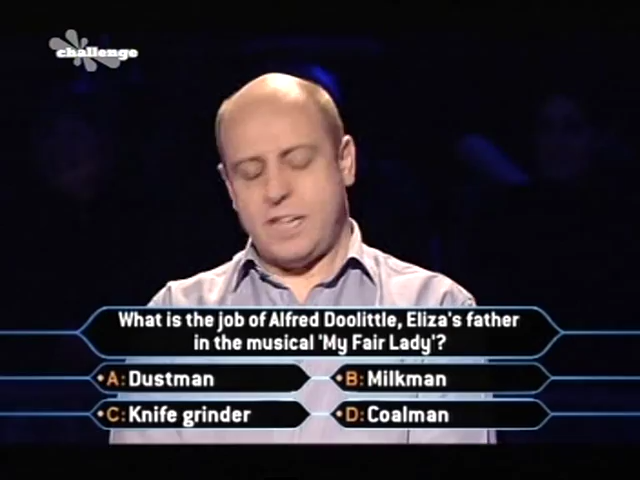 challenge
What is the job of Alfred Doolittle, Eliza's father
in the musical 'My Fair Lady'?
A: Dustman
B: Milkman
C: Knife grinder
D: Coalman